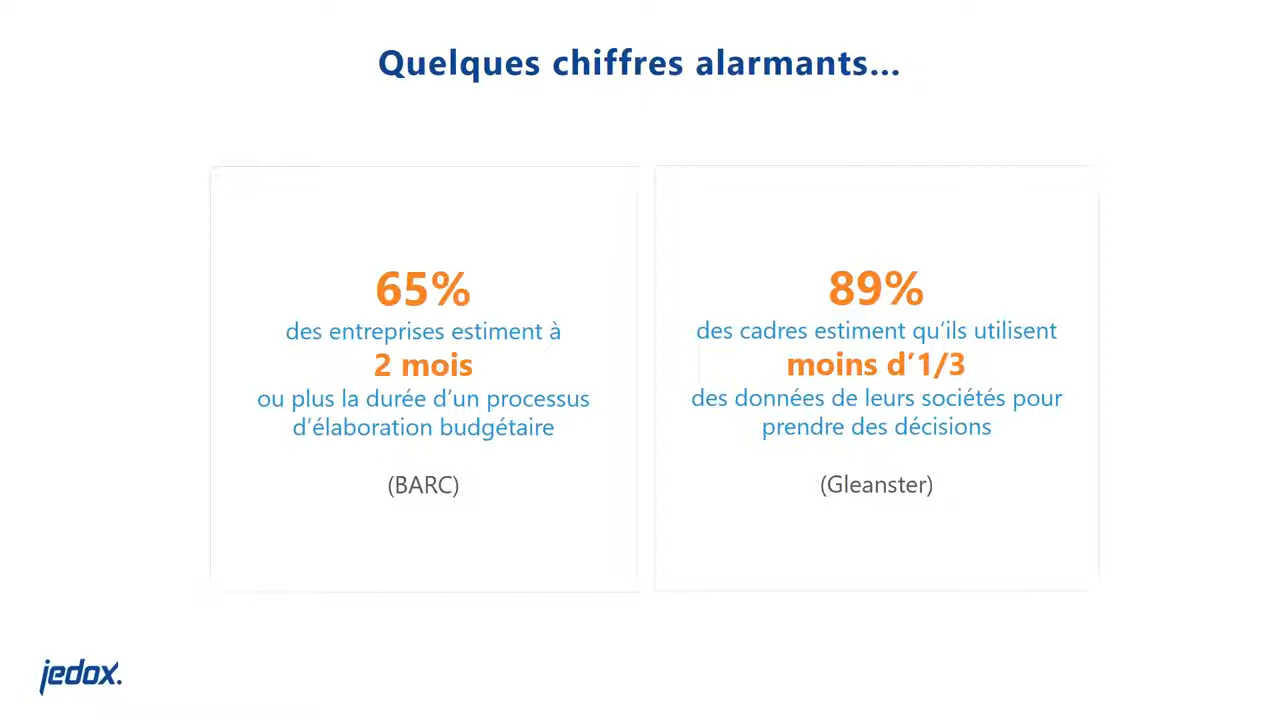 Quelques chiffres alarmants...
65%
des entreprises estiment à
2 mois
ou plus la durée d’un processus
d’élaboration budgétaire
(BARC)
89%
des cadres estiment qu’ils utilisent
moins d’1/3
des données de leurs sociétés pour
prendre des décisions
(Gleanster)
jedox.